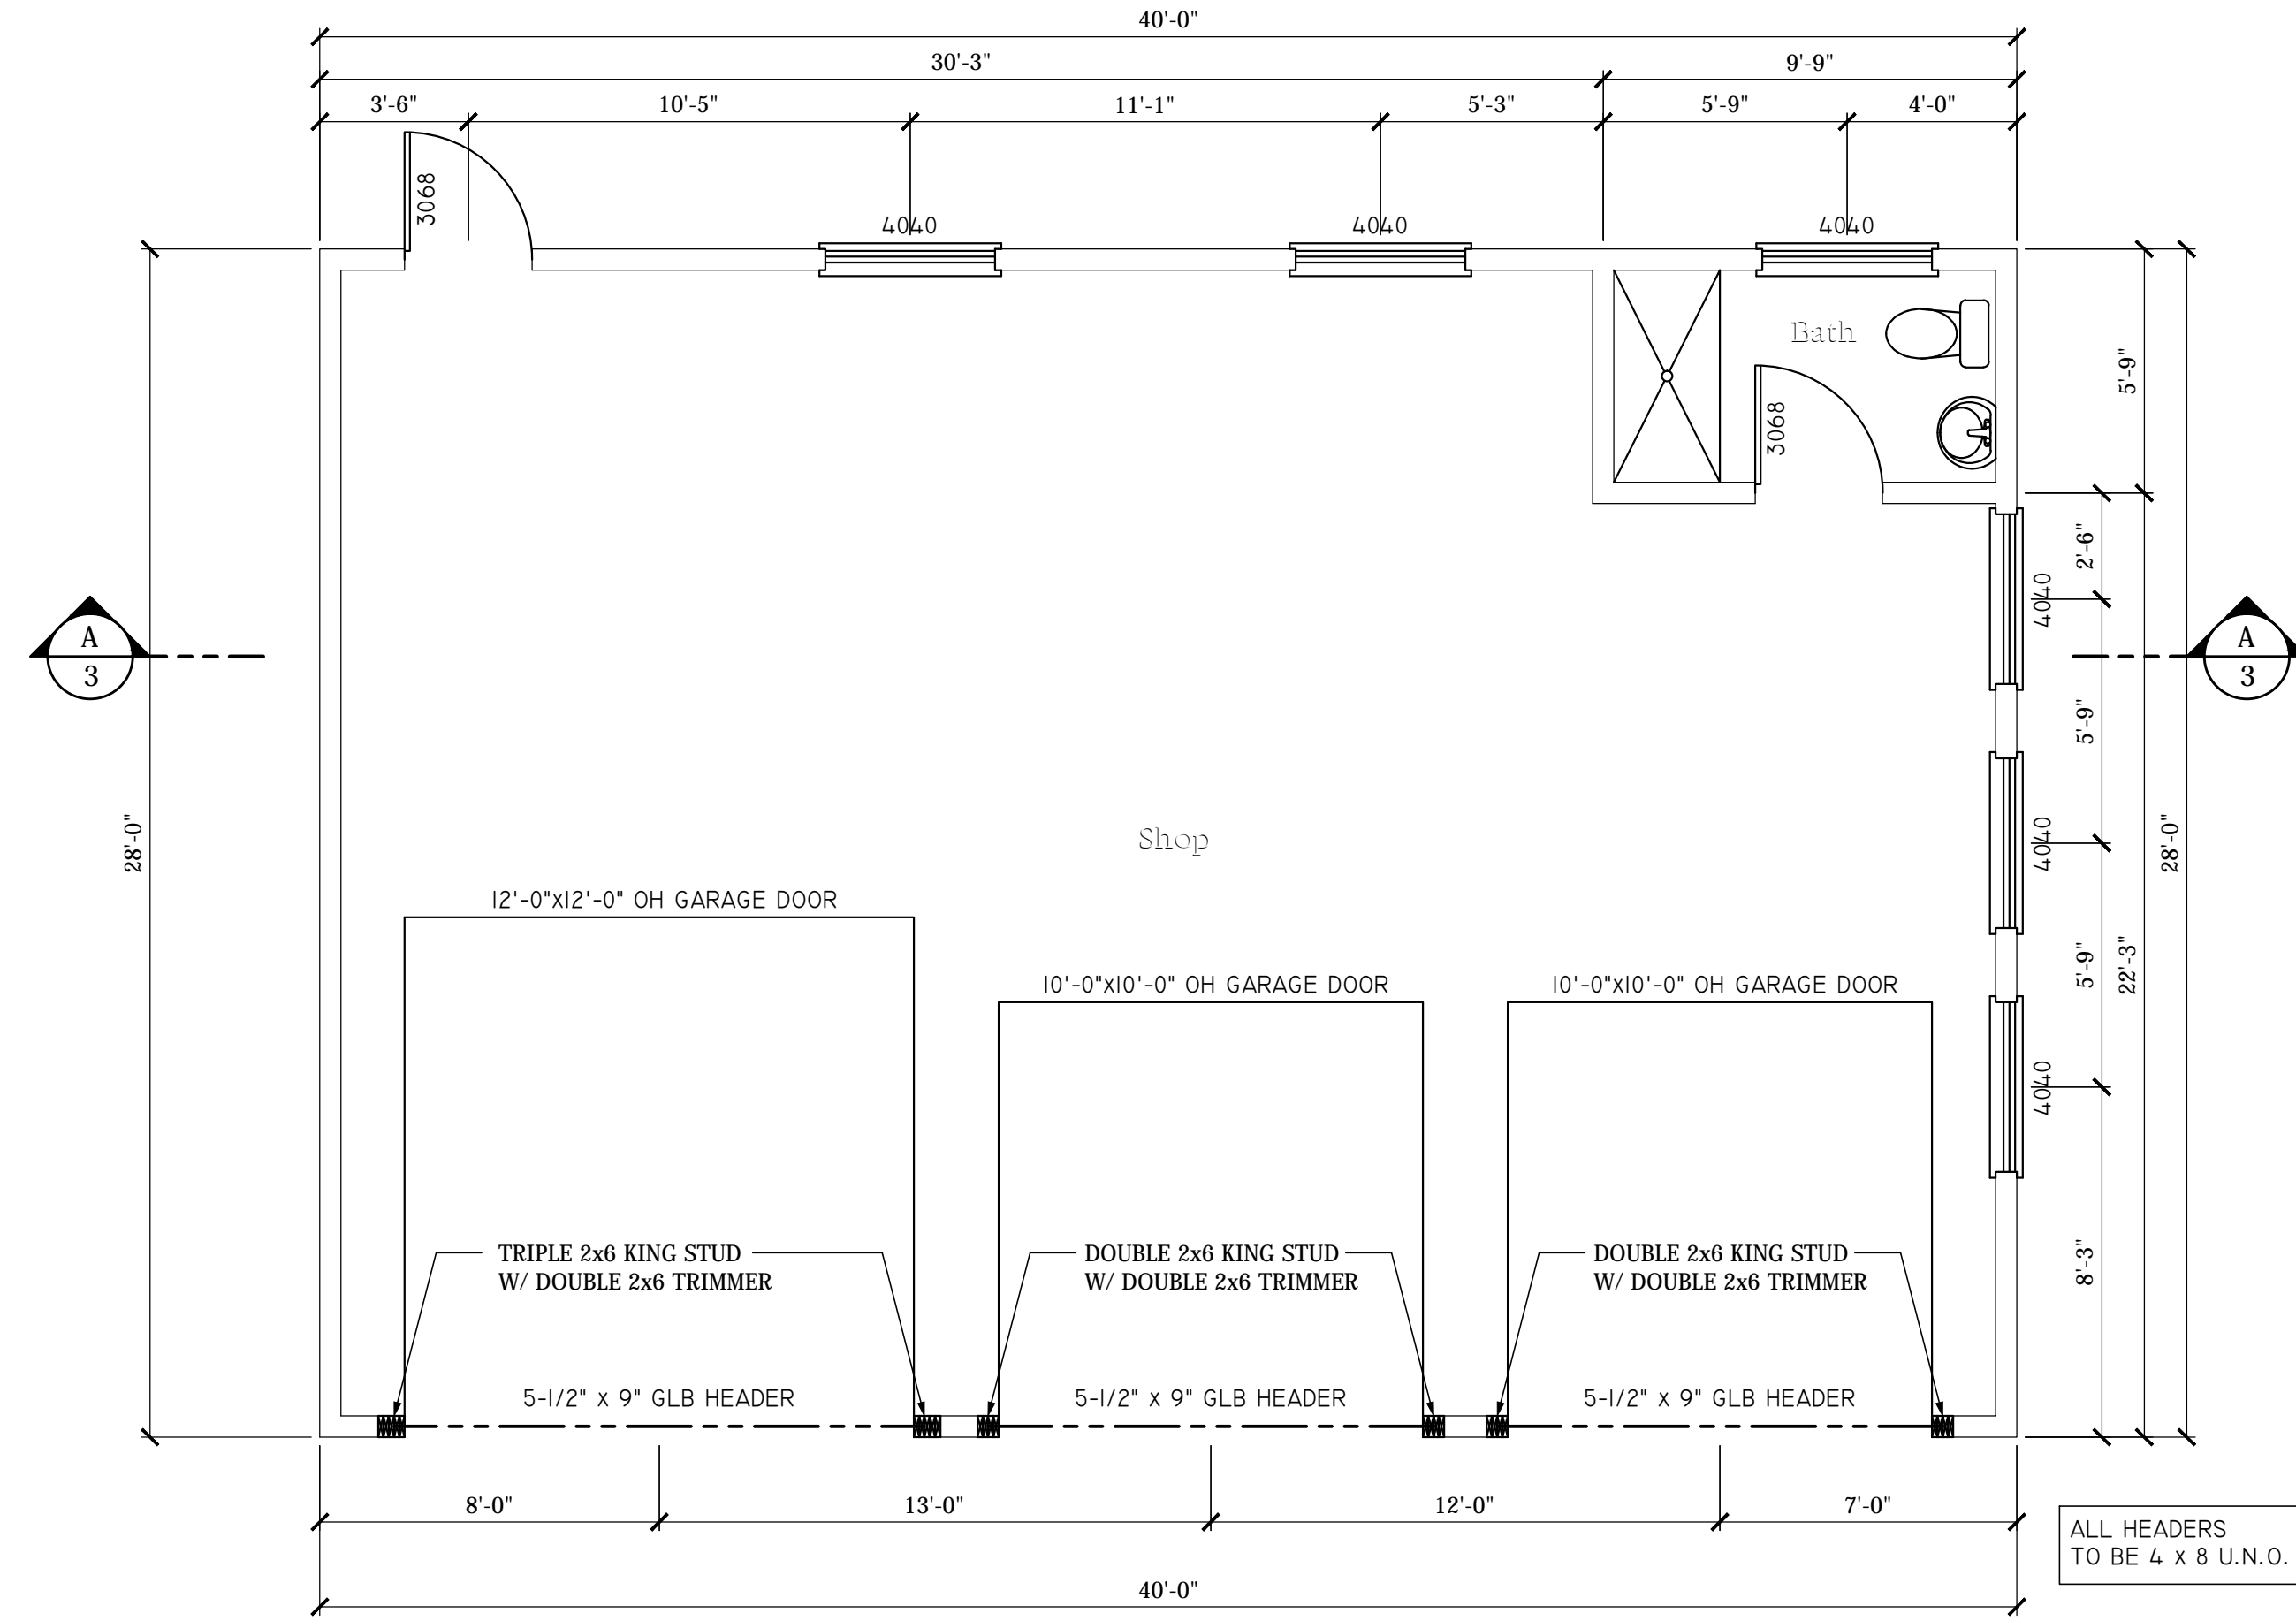 40'-0"
30'-3"
9'-9"
3'-6"
10'-5"
11'-1"
5'-3"
5'-9"
4'-0"
3068
4040
4040
4040
Bath
3068
5'-9"
2'-6"
4040
A
3
A
3
5'-9"
28'-0"
Shop
4040
28'-0"
12'-0"x12'-0" OH GARAGE DOOR
5'-9"
22'-3"
10'-0"x10'-0" OH GARAGE DOOR
10'-0"x10'-0" OH GARAGE DOOR
4040
TRIPLE 2x6 KING STUD
W/ DOUBLE 2x6 TRIMMER
DOUBLE 2x6 KING STUD
W/ DOUBLE 2x6 TRIMMER
DOUBLE 2x6 KING STUD
W/ DOUBLE 2x6 TRIMMER
8'-3"
5-1/2" x 9" GLB HEADER
5-1/2" x 9" GLB HEADER
5-1/2" x 9" GLB HEADER
8'-0"
13'-0"
12'-0"
7'-0"
ALL HEADERS
TO BE 4 x 8 U.N.O.
40'-0"